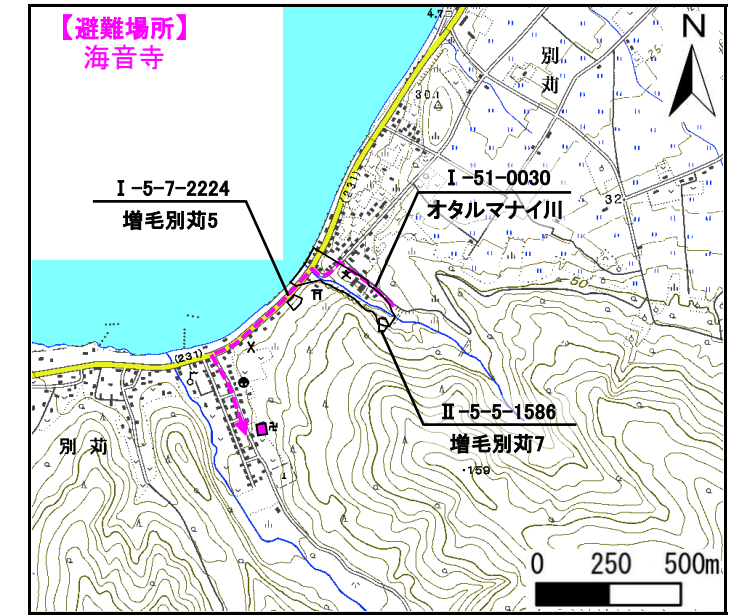 【避難場所】
海音寺
N
4.7
別
苅
25
30.1
(231)
Ⅰ-5-7-2224
増毛別苅5
Ⅰ-51-0030
オタルマナイ川
32
50
(231)
Ⅱ-5-5-1586
増毛別苅7
別 苅
・159
0 250 500m